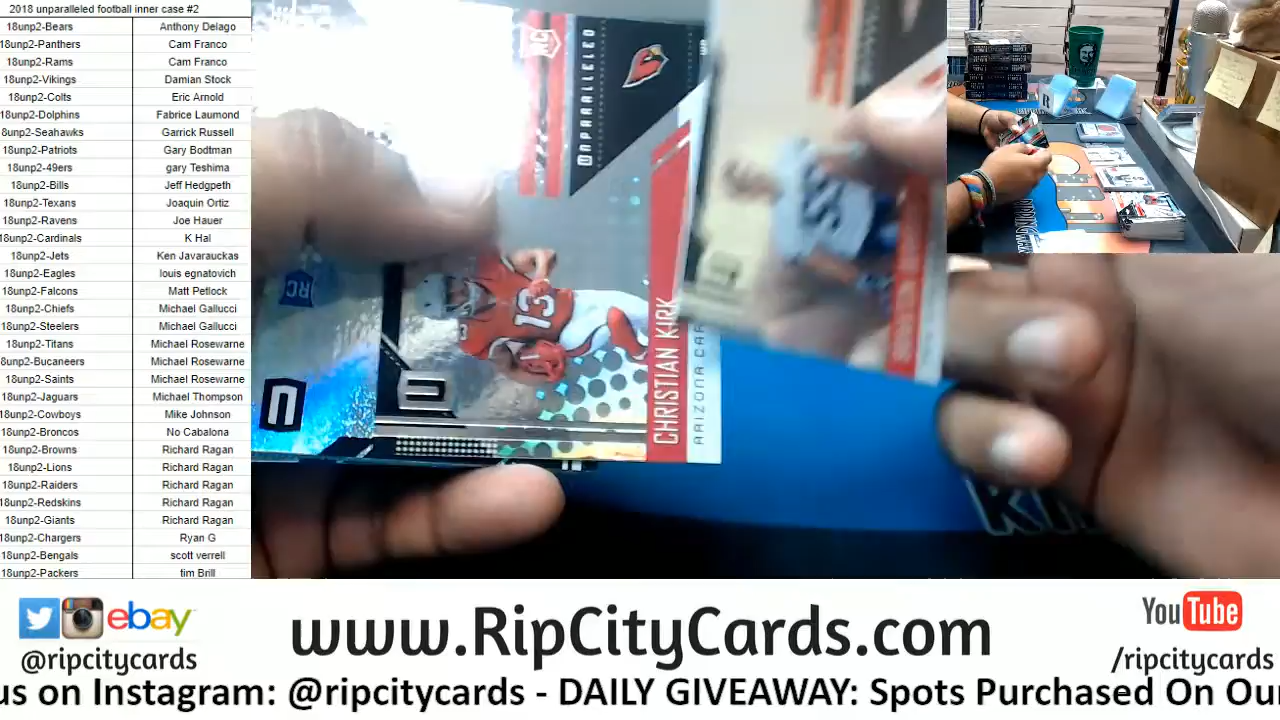 2018 unparalleled football inner case #2
18unp2-Bears Anthony Delago
18unp2-Panthers Cam Franco
18unp2-Rams Cam Franco
18unp2-Vikings Damian Stock
18unp2-Colts Eric Arnold
18unp2-Dolphins Fabrice Laumond
8unp2-Seahawks Garrick Russell
18unp2-Patriots Gary Bodtman
18unp2-49ers gary Teshima
18unp2-Bills Jeff Hedgpeth
18unp2-Texans Joaquin Ortiz
18unp2-Ravens Joe Hauer
18unp2-Cardinals K Hal
18unp2-Jets Ken Javarauckas
18unp2-Eagles louis egnatovich
18unp2-Falcons Matt Petlock
18unp2-Chiefs Michael Gallucci
18unp2-Steelers Michael Gallucci
18unp2-Titans Michael Rosewarne
8unp2-Bucaneers Michael Rosewarne
18unp2-Saints Michael Rosewarne
18unp2-Jaguars Michael Thompson
18unp2-Cowboys Mike Johnson
18unp2-Broncos No Cabalona
18unp2-Browns Richard Ragan
18unp2-Lions Richard Ragan
18unp2-Raiders Richard Ragan
18unp2-Redskins Richard Ragan
18unp2-Giants Richard Ragan
18unp2-Chargers Ryan G
18unp2-Bengals scott verrell
18unp2-Packers tim Brill
RC
UNPARALLELED
13
CHRISTIAN KIRK
ARIZONA CAR
RC
U
ebay
@ripcitycards
www.RipCityCards.com
YouTube
/ripcitycards
us on Instagram: @ripcitycards - DAILY GIVEAWAY: Spots Purchased On Our